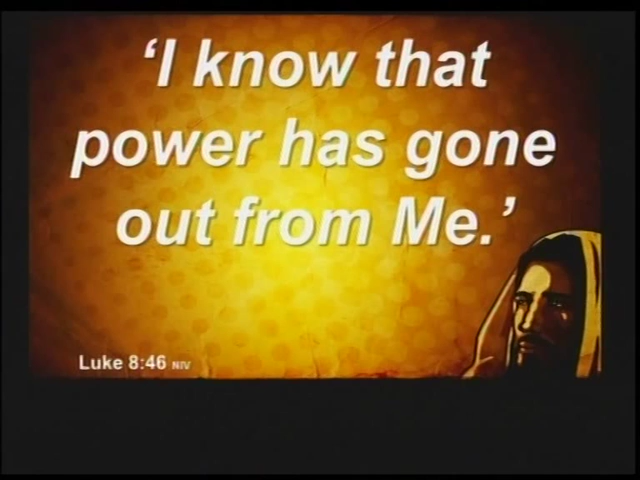 ‘I know that
power has gone
out from Me.’
Luke 8:46 NIV